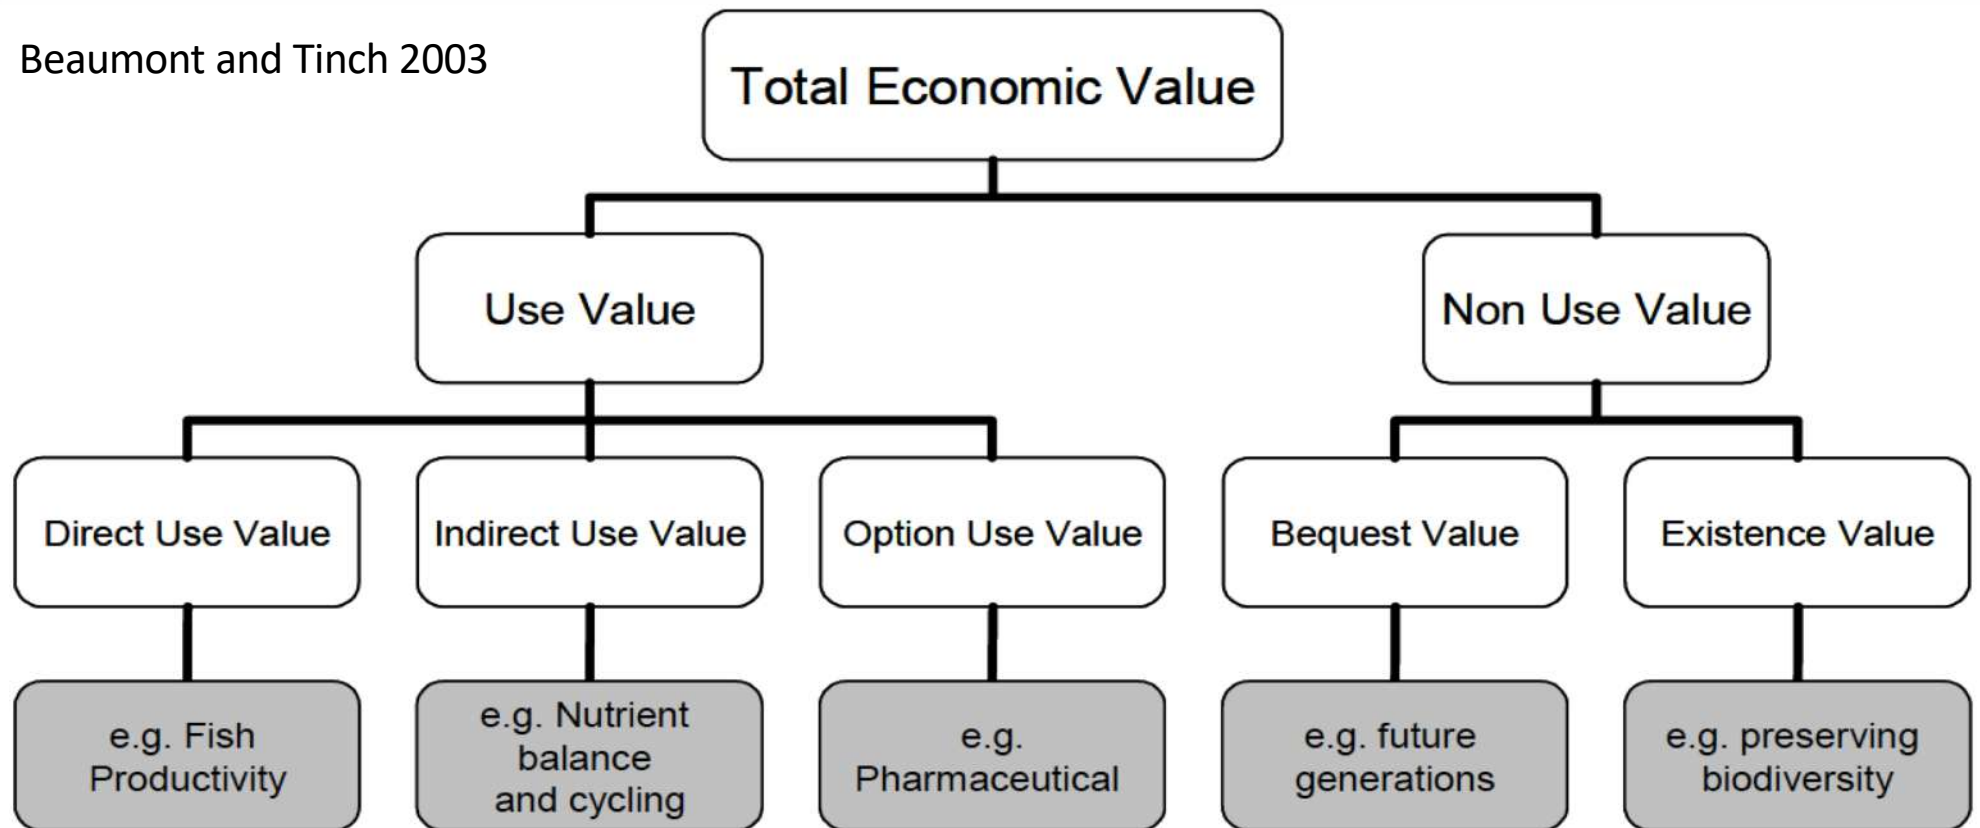 Beaumont and Tinch 2003
Total Economic Value
Use Value
Non Use Value
Direct Use Value
Indirect Use Value
Option Use Value
Bequest Value
Existence Value
e.g. Fish
Productivity
e.g. Nutrient
balance
and cycling
e.g.
Pharmaceutical
e.g. future
generations
e.g. preserving
biodiversity